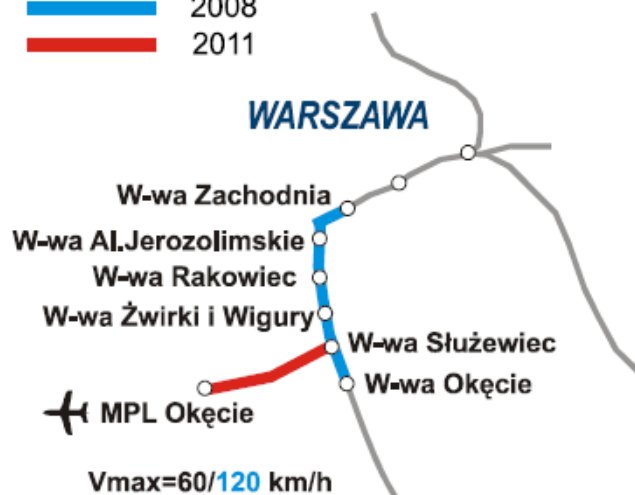 2008
2011
WARSZAWA
W-wa Zachodnia
W-wa Al.Jerozolimskie
W-wa Rakowiec
W-wa Żwirki i Wigury
W-wa Służewiec
W-wa Okęcie
MPL Okęcie
Vmax=60/120 km/h